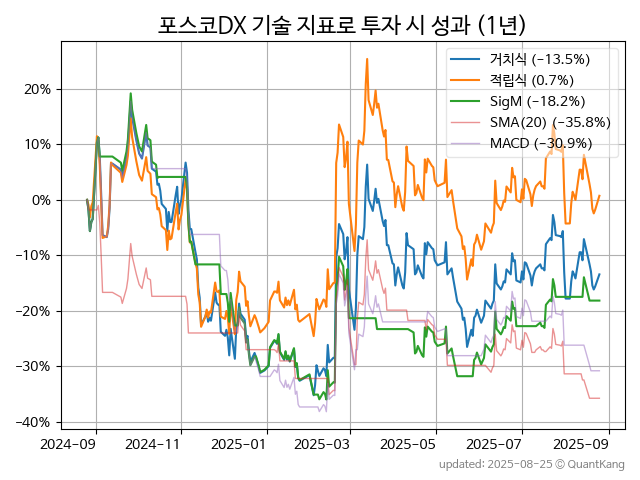 포스코DX 기술 지표로 투자 시 성과 (1년)
거치식 (−13.5%)
적립식 (0.7%)
SigM (−18.2%)
SMA(20) (−35.8%)
MACD (−30.9%)
20%
10%
0%
−10%
−20%
−30%
−40%
2024-09 2024-11 2025-01 2025-03 2025-05 2025-07 2025-09
updated: 2025-08-25 © QuantKang